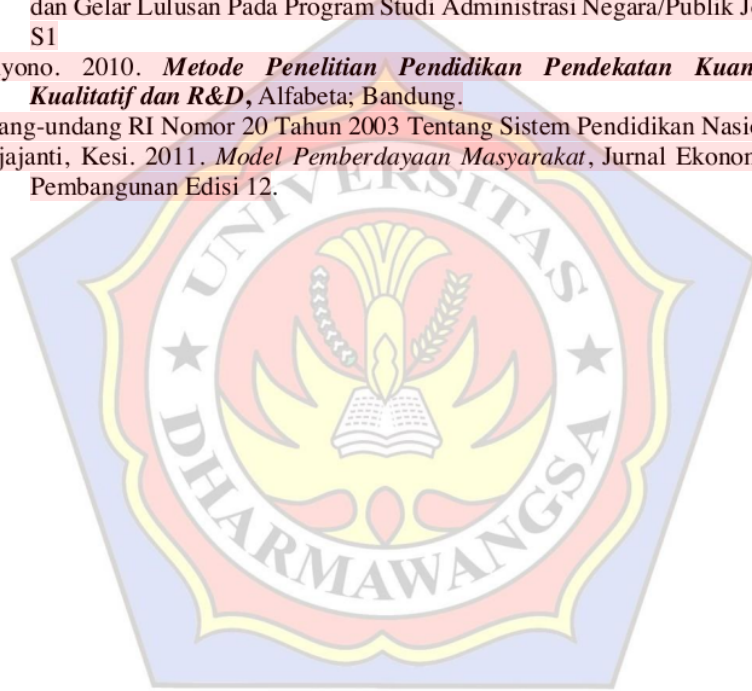 dan Gelar Lulusan Pada Program Studi Administrasi Negara/Publik
S1
yono. 2010. Metode Penelitian Pendidikan Pendekatan Kuan
Kualitatif dan R&D, Alfabeta; Bandung.
ang-undang RI Nomor 20 Tahun 2003 Tentang Sistem Pendidikan Nasio
jajanti, Kesi. 2011. Model Pemberdayaan Masyarakat, Jurnal Ekonom
Pembangunan Edisi 12.
UNIVERSITAS
DHARMAWANGSA